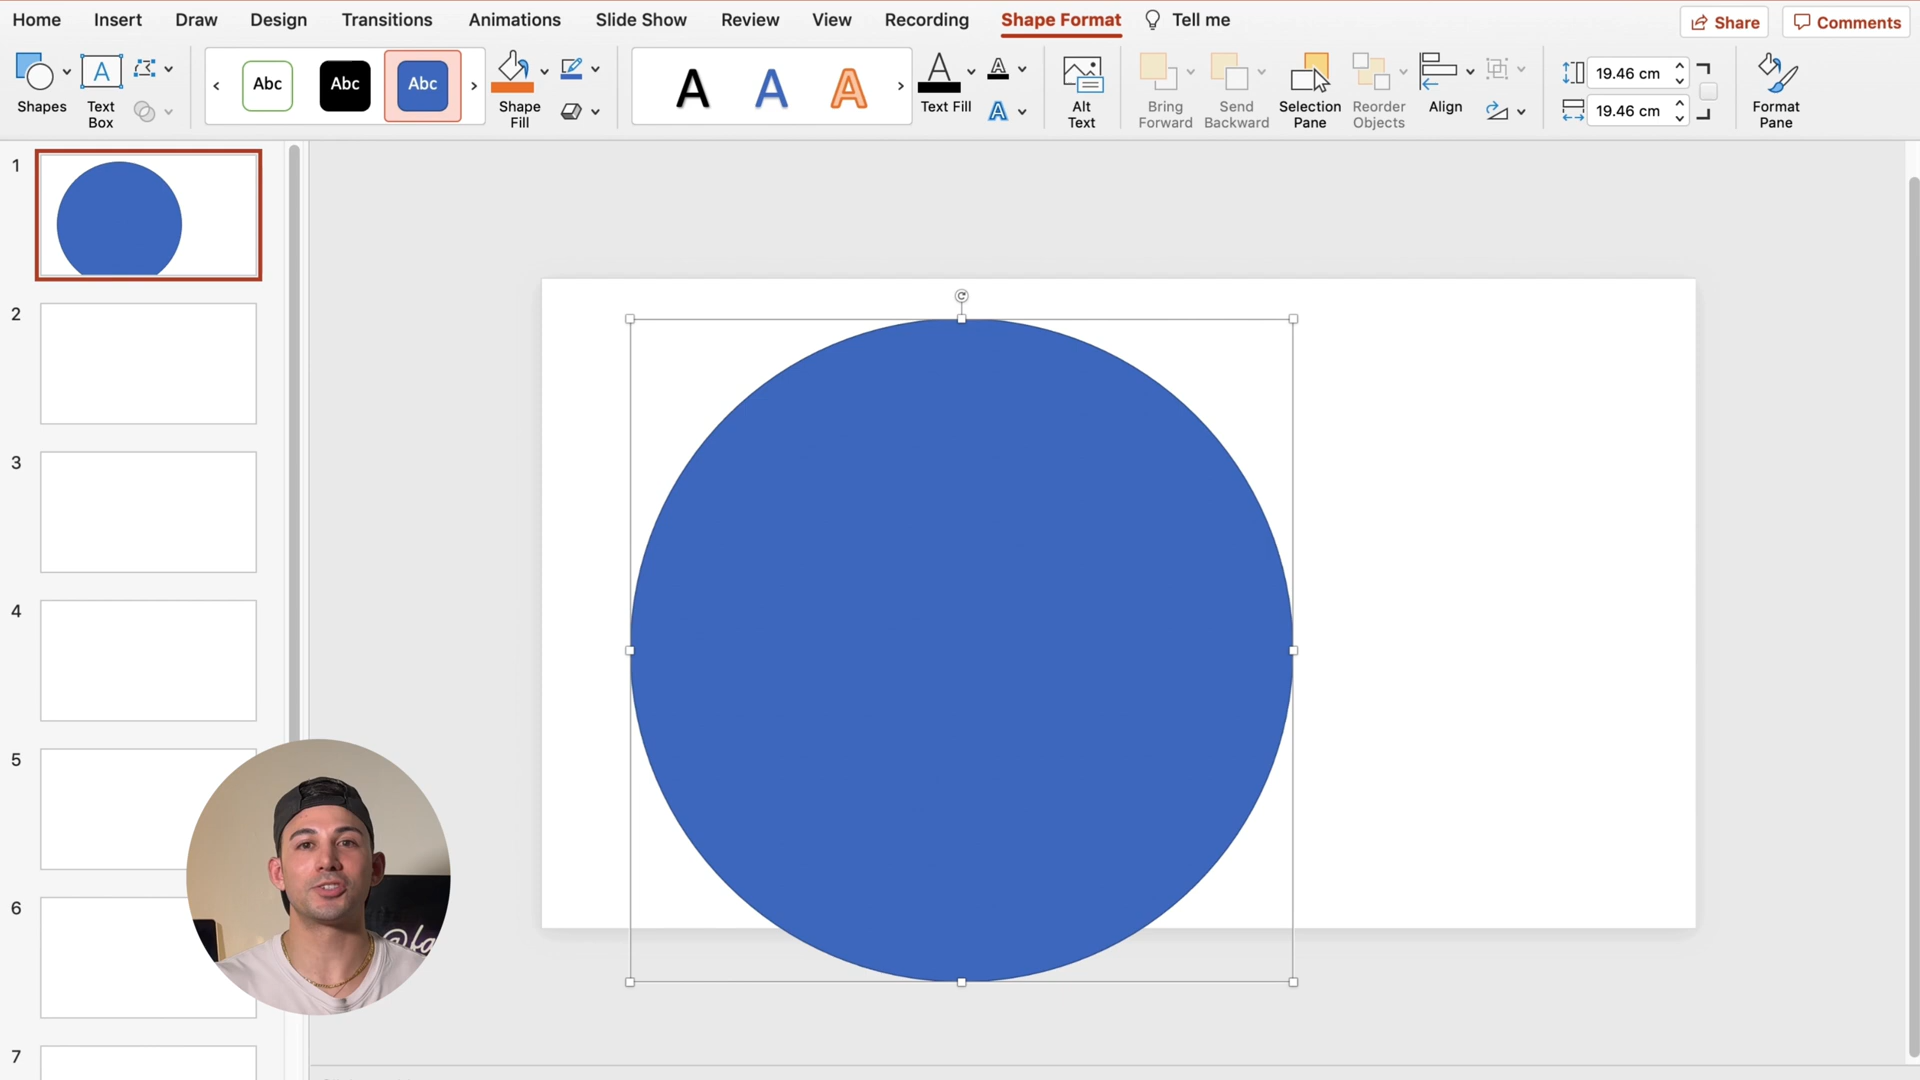 Home Insert Draw Design Transitions Animations Slide Show Review View Recording Shape Format Tell me Share Comments
Shapes
Text
Box
Abc Abc Abc
Shape
Fill
A A A
Text Fill
Alt
Text
Bring
Forward
Send
Backward
Selection
Pane
Reorder
Objects
Align
19.46 cm
19.46 cm
Format
Pane
1
2
3
4
5
6
7